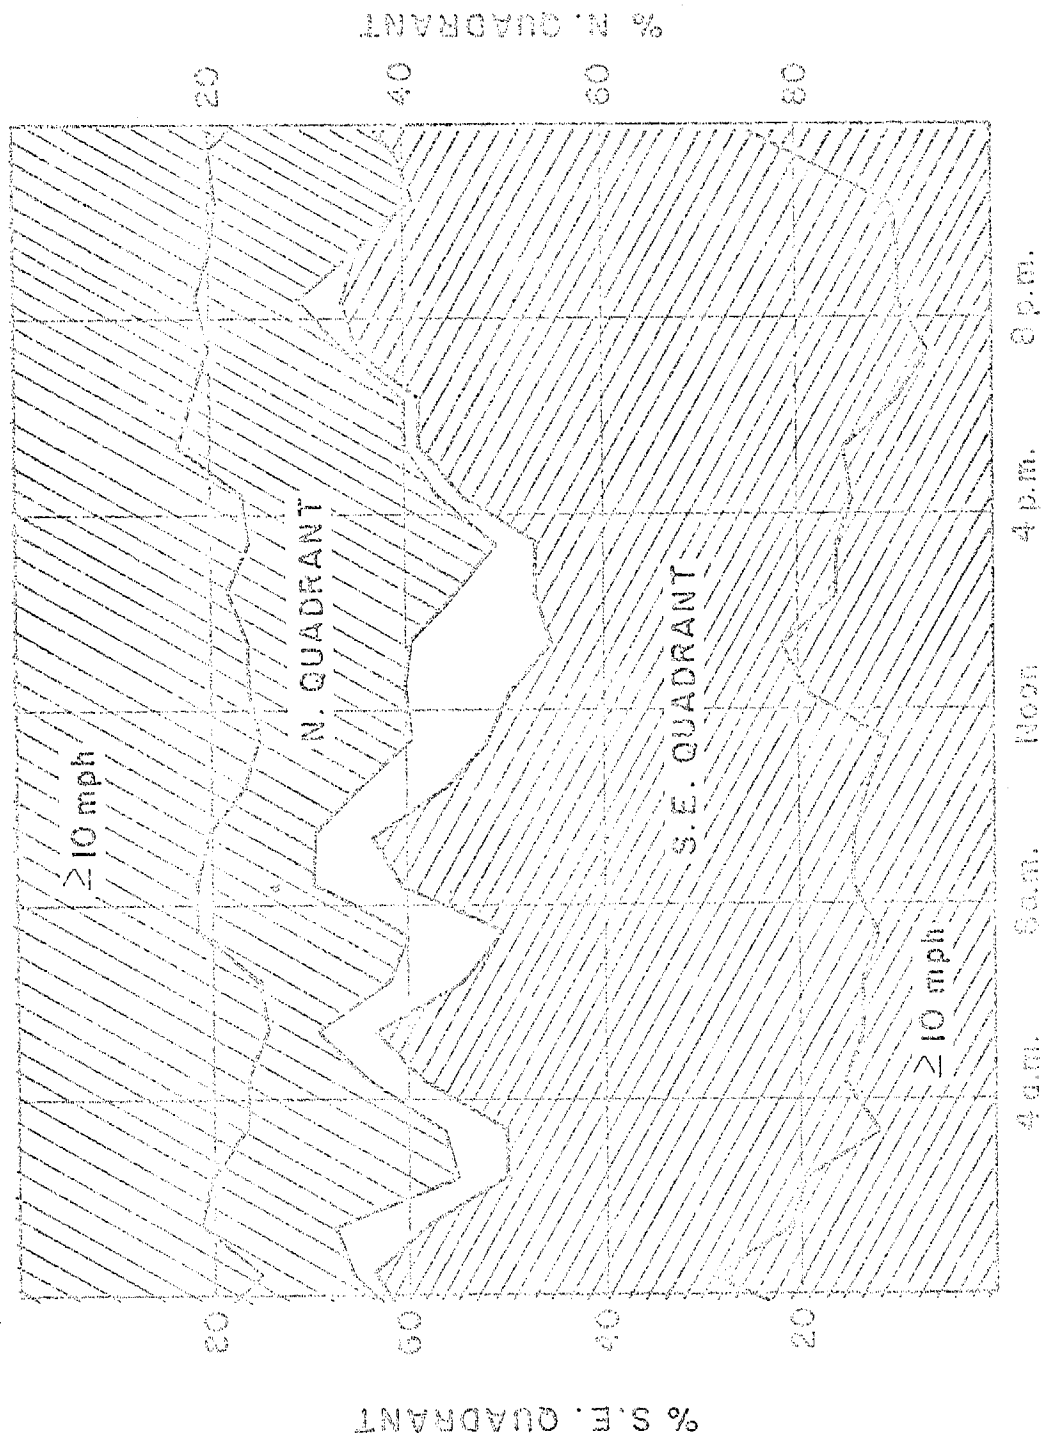 % N. QUADRANT
20
40
60
80
≥10 mph
N. QUADRANT
S.E. QUADRANT
≥10 mph
80
60
40
20
% S.E. QUADRANT
4 a.m.
8 a.m.
Noon
4 p.m.
8 p.m.